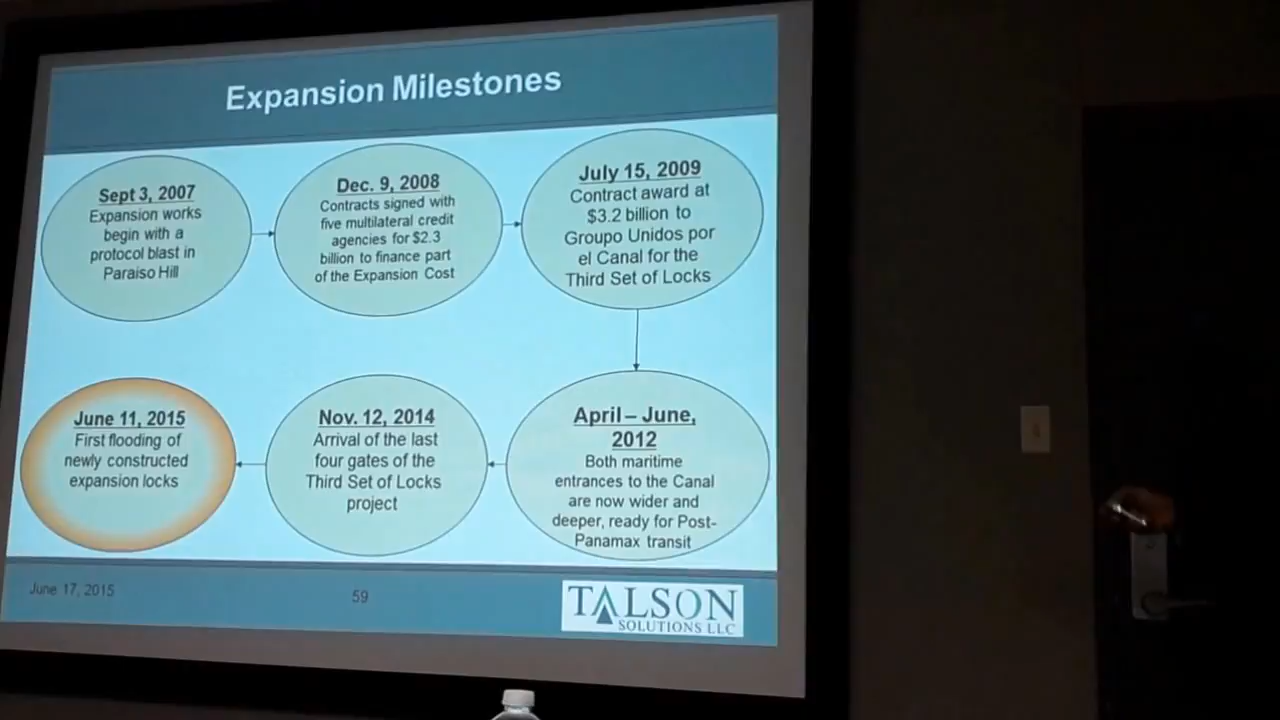 Expansion Milestones
Sept 3, 2007
Expansion works
begin with a
protocol blast in
Paraiso Hill
Dec. 9, 2008
Contracts signed with
five multilateral credit
agencies for $2.3
billion to finance part
of the Expansion Cost
July 15, 2009
Contract award at
$3.2 billion to
Groupo Unidos por
el Canal for the
Third Set of Locks
April – June,
2012
Both maritime
entrances to the Canal
are now wider and
deeper, ready for Post-
Panamax transit
Nov. 12, 2014
Arrival of the last
four gates of the
Third Set of Locks
project
June 11, 2015
First flooding of
newly constructed
expansion locks
June 17, 2015
59
TALSON
SOLUTIONS LLC